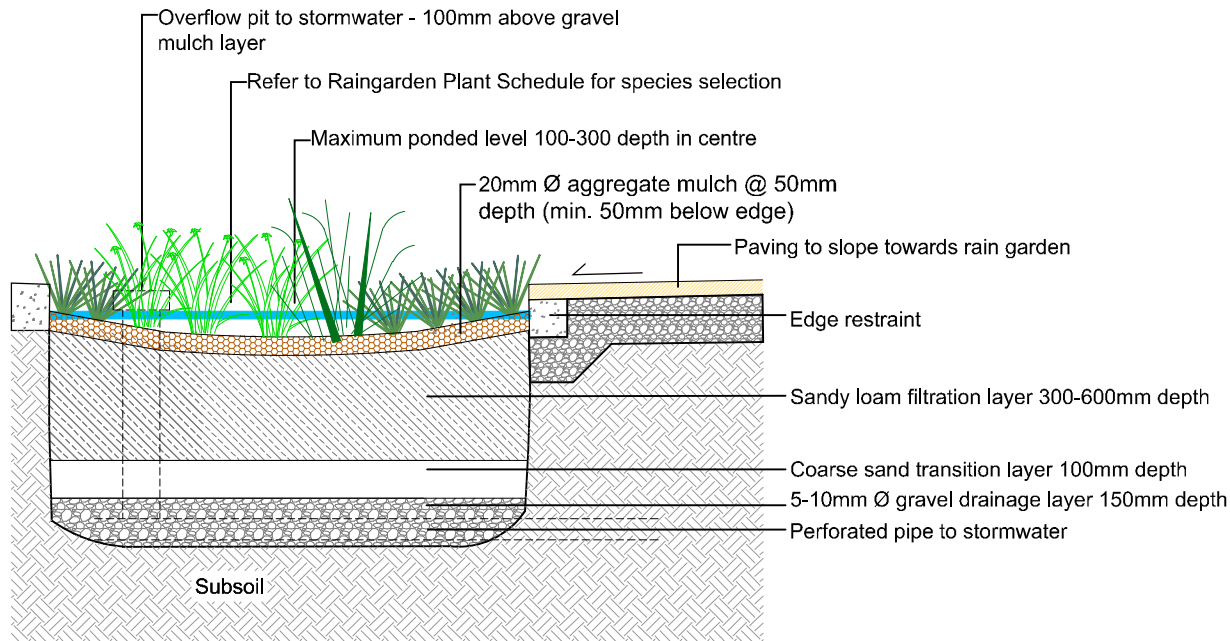 Overflow pit to stormwater - 100mm above gravel
mulch layer
Refer to Raingarden Plant Schedule for species selection
Maximum ponded level 100-300 depth in centre
20mm Ø aggregate mulch @ 50mm
depth (min. 50mm below edge)
Paving to slope towards rain garden
Edge restraint
Sandy loam filtration layer 300-600mm depth
Coarse sand transition layer 100mm depth
5-10mm Ø gravel drainage layer 150mm depth
Perforated pipe to stormwater
Subsoil